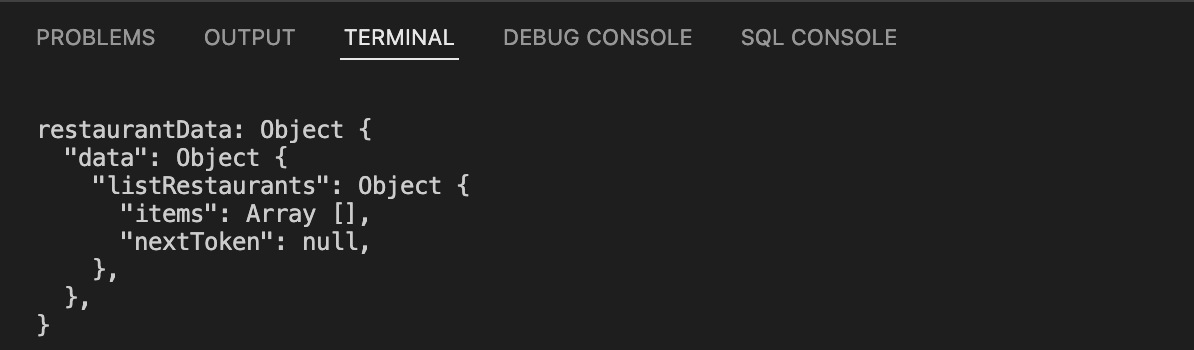 PROBLEMS OUTPUT TERMINAL DEBUG CONSOLE SQL CONSOLE
restaurantData: Object {
  "data": Object {
    "listRestaurants": Object {
      "items": Array [],
      "nextToken": null,
    },
  },
}